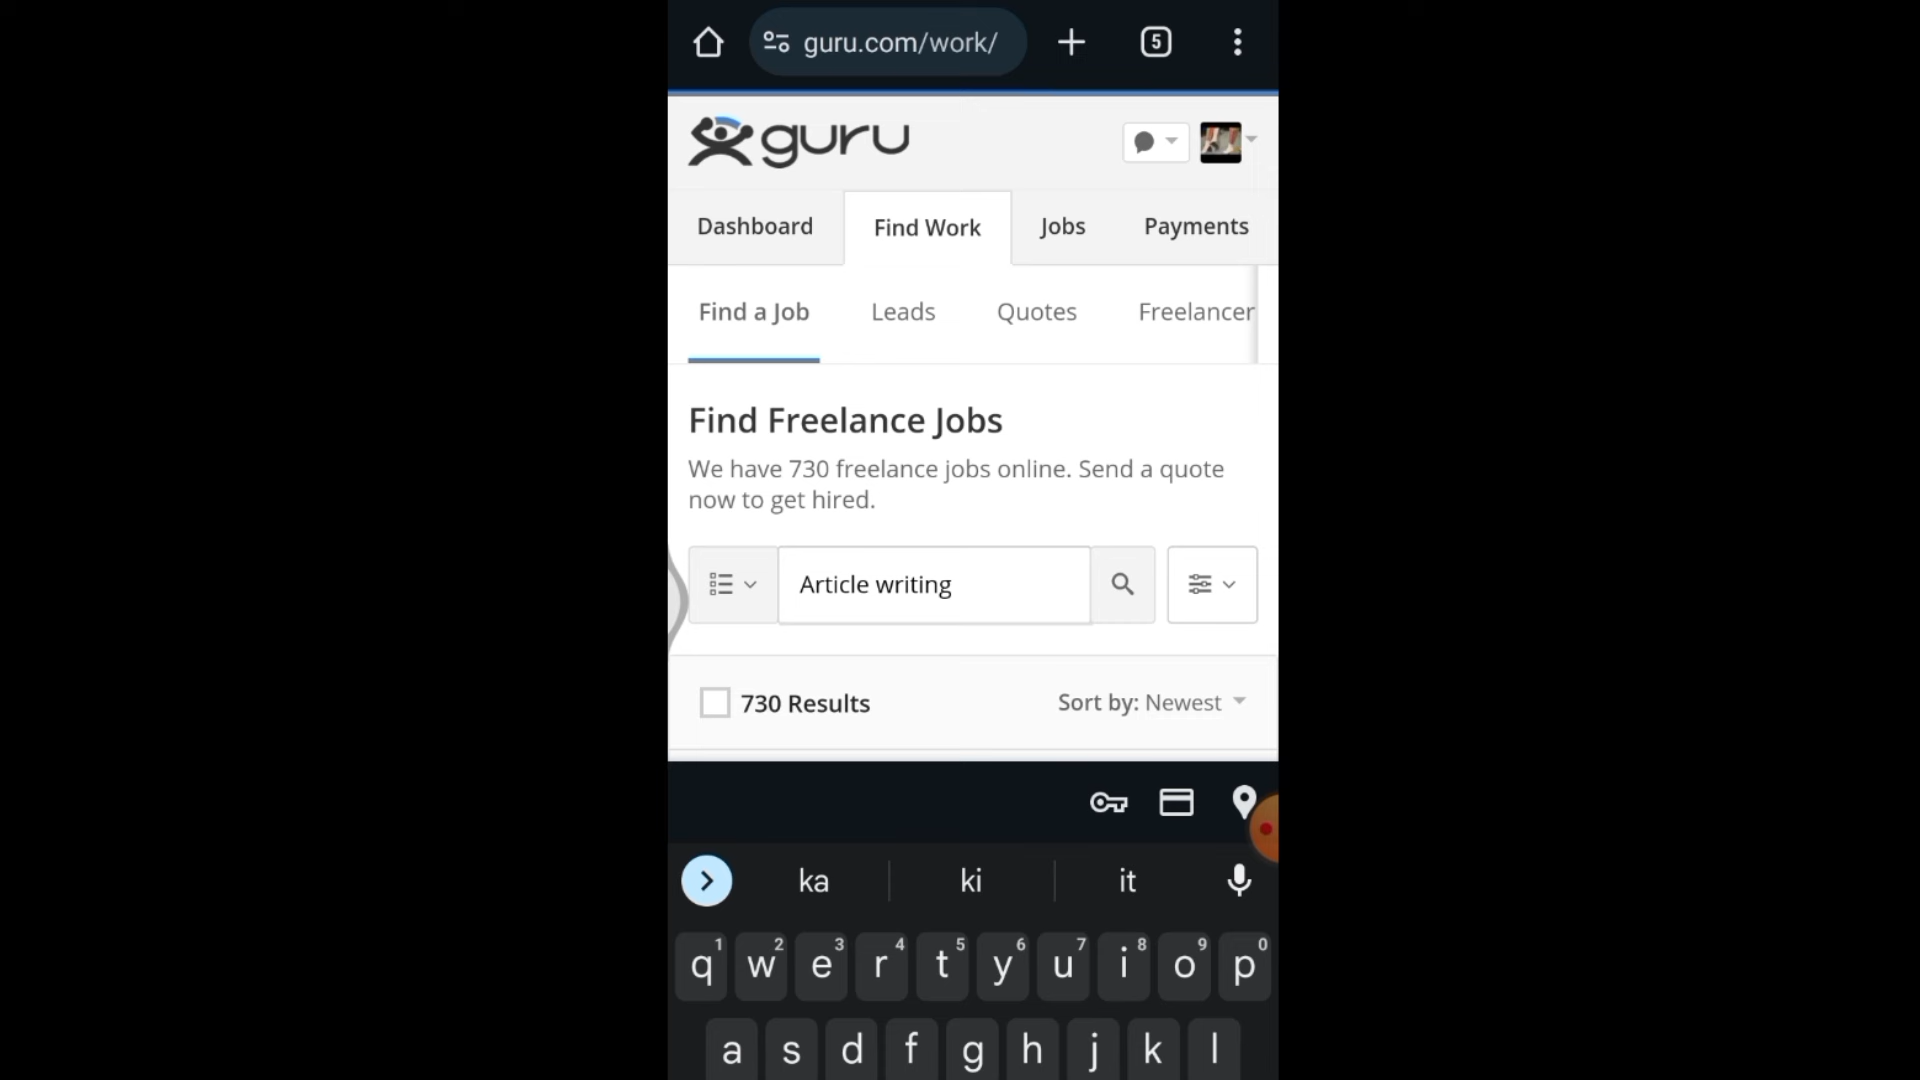 guru.com/work/
5
guru
Dashboard Find Work Jobs Payments
Find a Job Leads Quotes Freelancer
Find Freelance Jobs
We have 730 freelance jobs online. Send a quote
now to get hired.
Article writing
730 Results Sort by: Newest
ka ki it
q1 w2 e3 r4 t5 y6 u7 i8 o9 p0
a s d f g h j k l